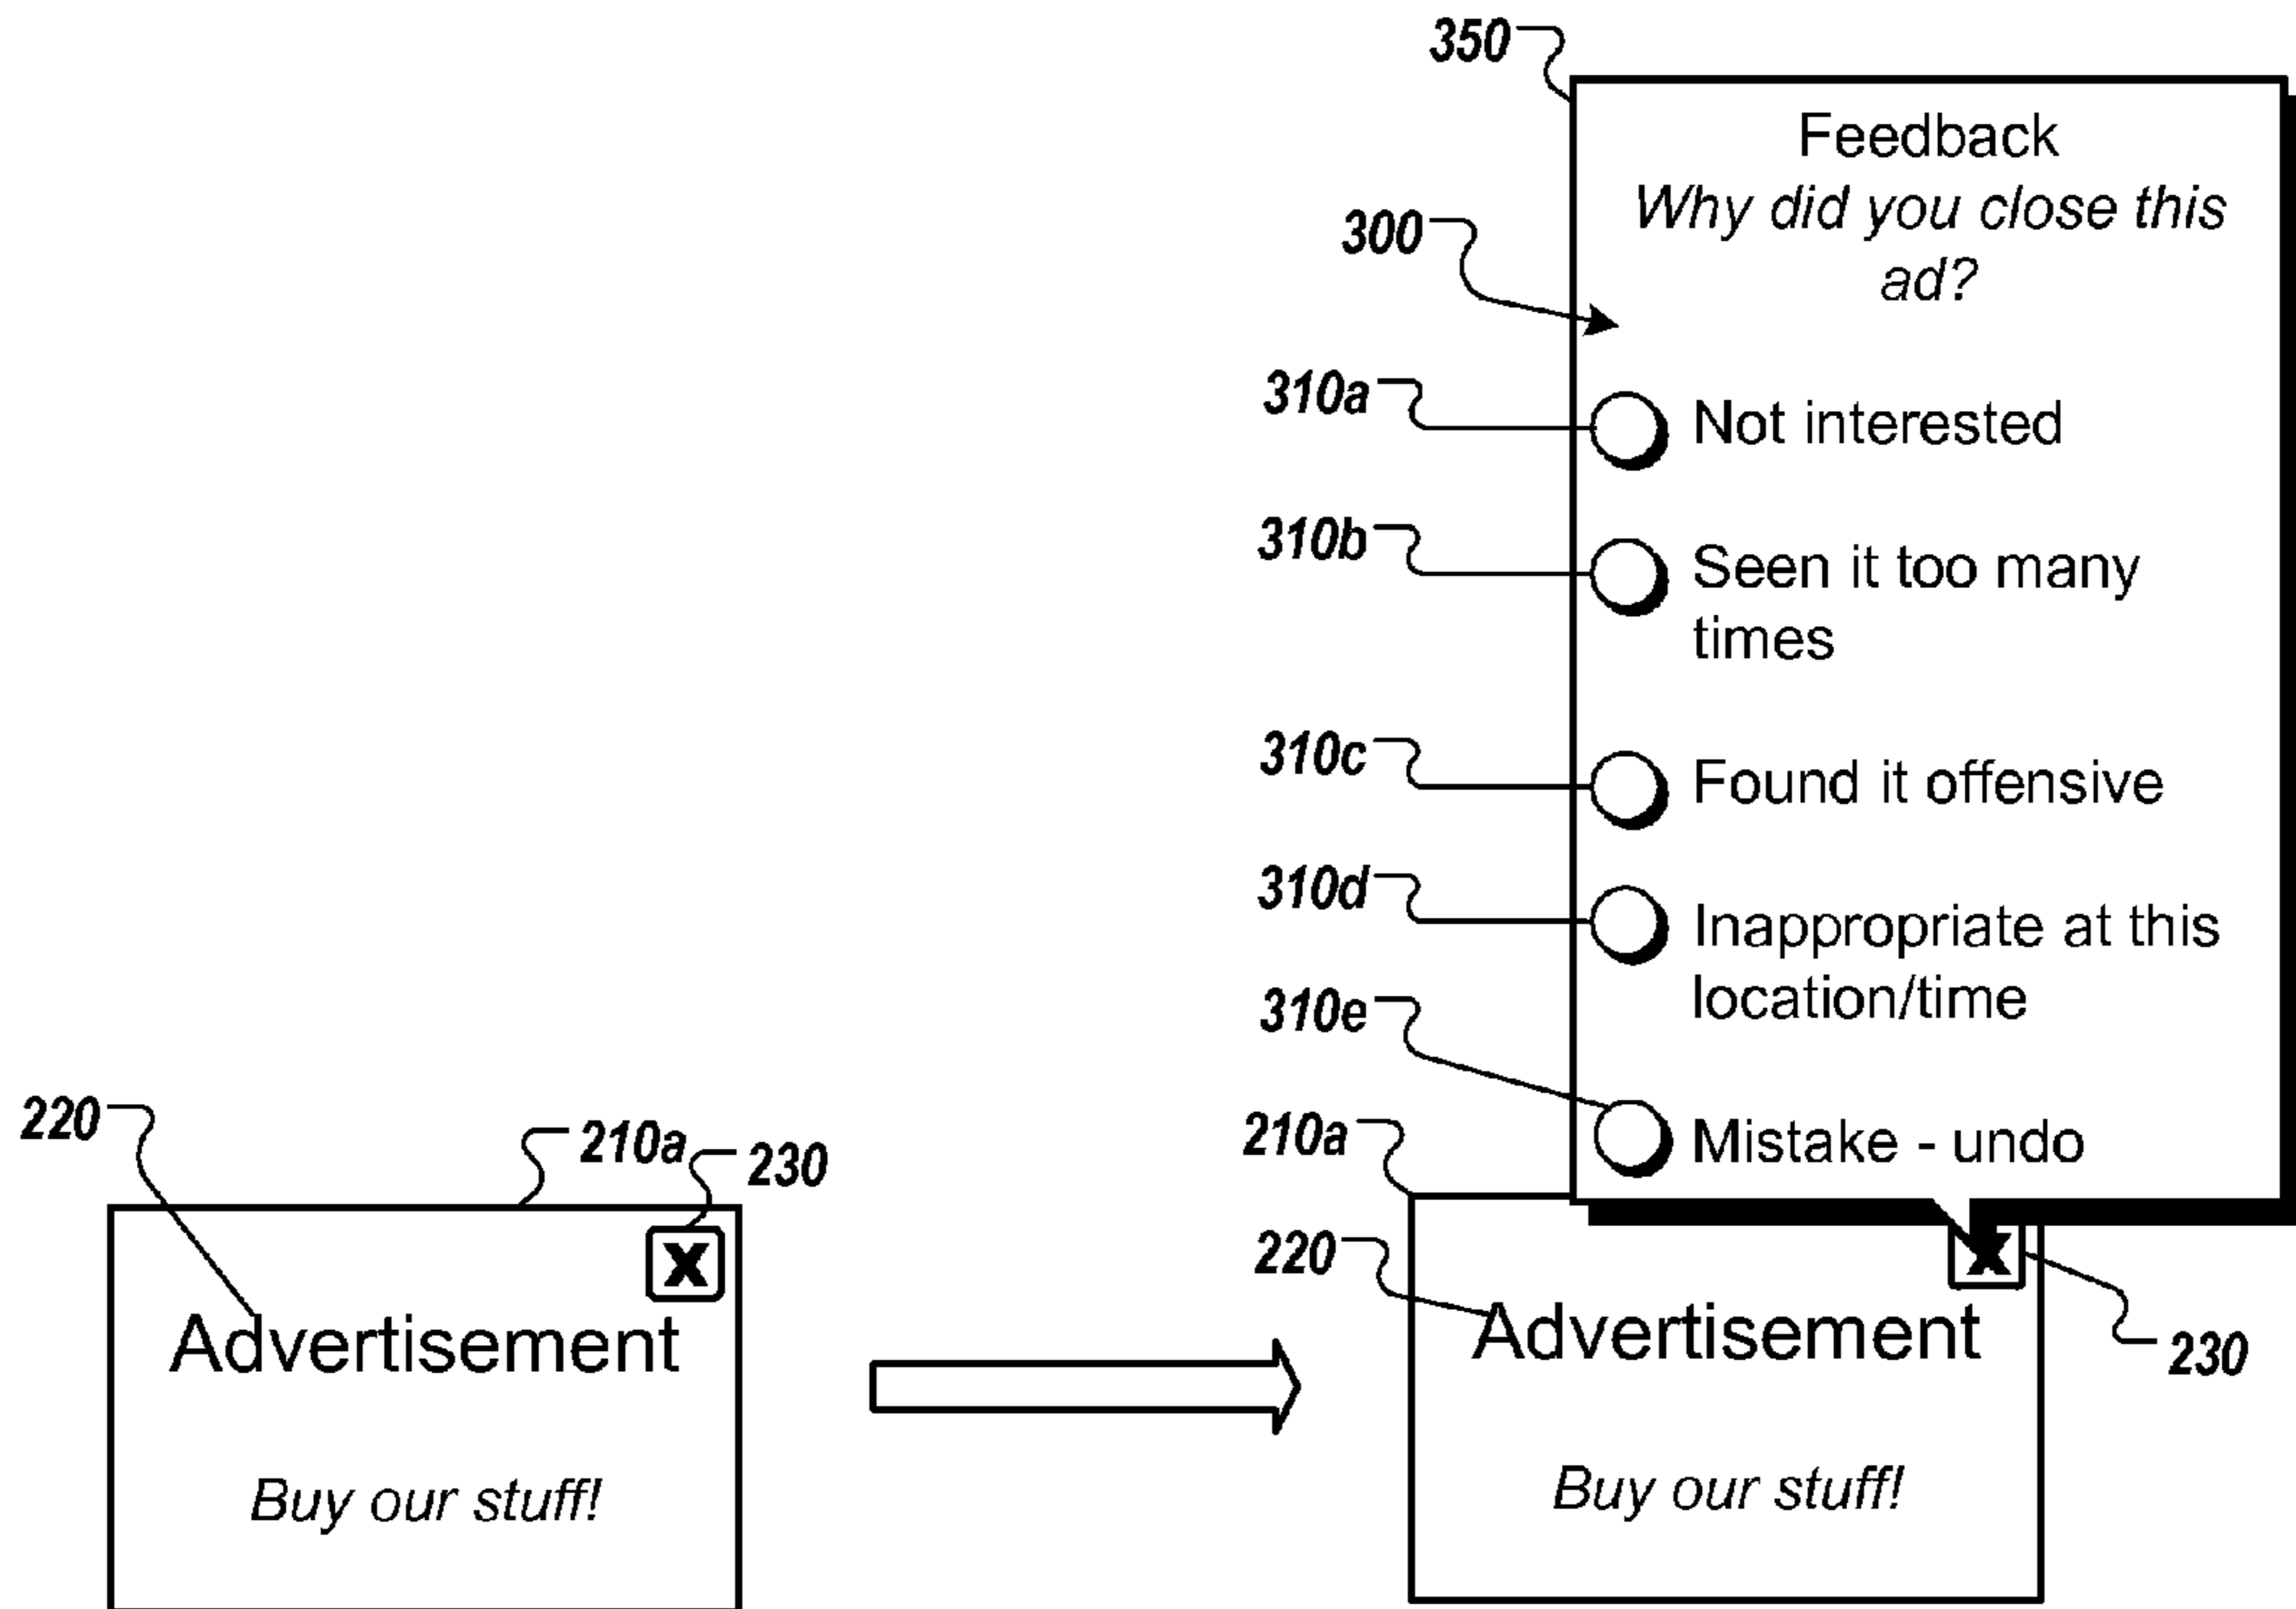 350
Feedback
Why did you close this
ad?
300
310a
Not interested
310b
Seen it too many
times
310c
Found it offensive
310d
Inappropriate at this
location/time
310e
Mistake - undo
220
210a
230
X
Advertisement
Buy our stuff!
210a
220
X
Advertisement
230
Buy our stuff!